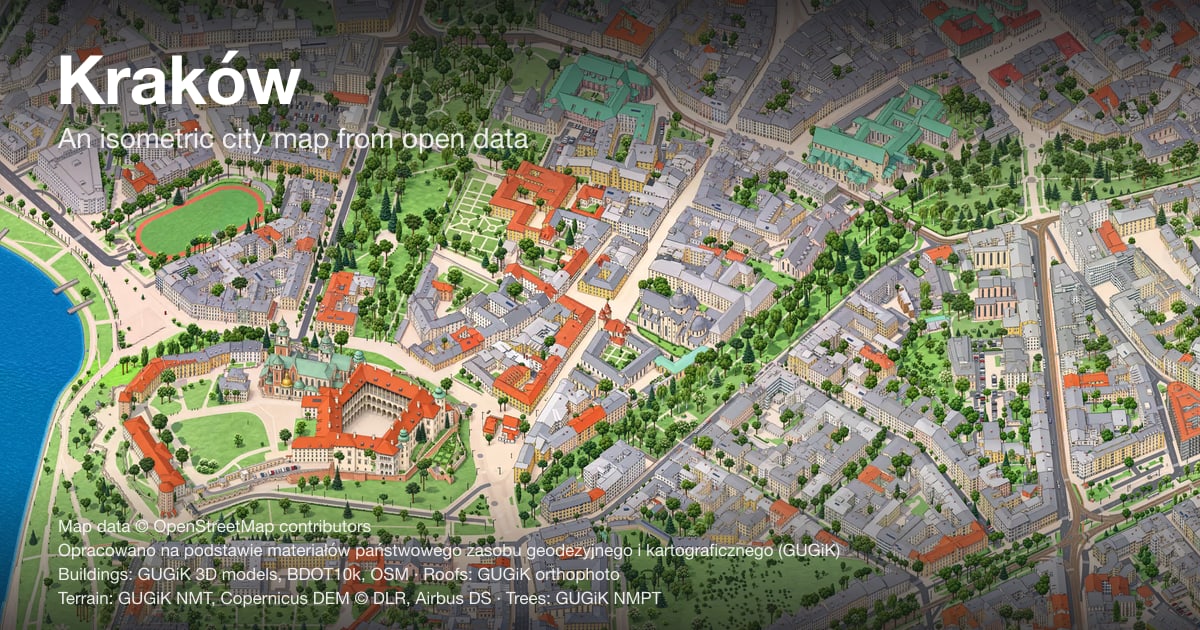 Kraków
An isometric city map from open data
Map data © OpenStreetMap contributors
Opracowano na podstawie materiałów państwowego zasobu geodezyjnego i kartograficznego (GUGiK)
Buildings: GUGiK 3D models, BDOT10k, OSM · Roofs: GUGiK orthophoto
Terrain: GUGiK NMT, Copernicus DEM © DLR, Airbus DS · Trees: GUGiK NMPT